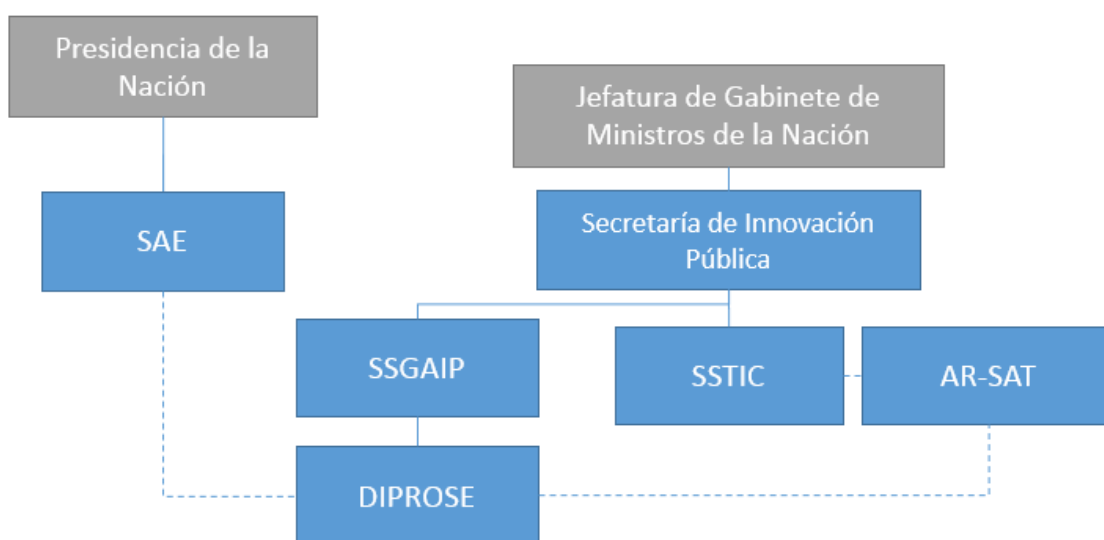 Presidencia de la
Nación
Jefatura de Gabinete de
Ministros de la Nación
SAE
Secretaría de Innovación
Pública
SSGAIP
SSTIC
AR-SAT
DIPROSE